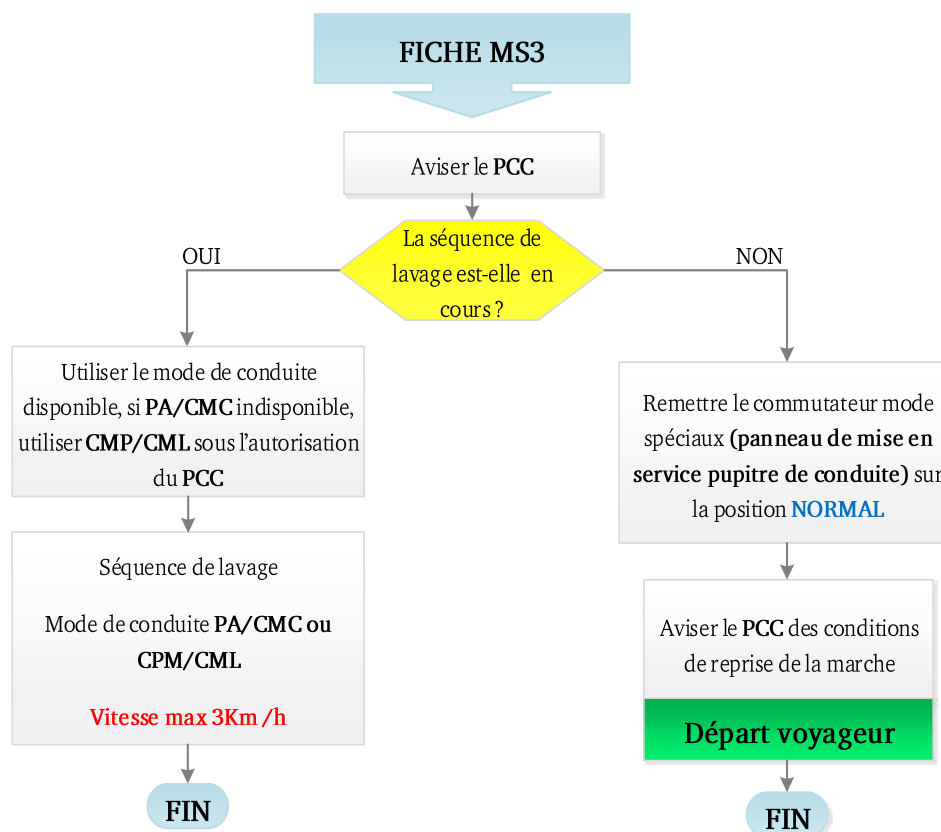 FICHE MS3
Aviser le PCC
La séquence de
lavage est-elle en
cours ?
OUI
NON
Utiliser le mode de conduite
disponible, si PA/CMC indisponible,
utiliser CMP/CML sous l'autorisation
du PCC
Séquence de lavage
Mode de conduite PA/CMC ou
CPM/CML
Vitesse max 3Km/h
FIN
Remettre le commutateur mode
spéciaux (panneau de mise en
service pupitre de conduite) sur
la position NORMAL
Aviser le PCC des conditions
de reprise de la marche
Départ voyageur
FIN